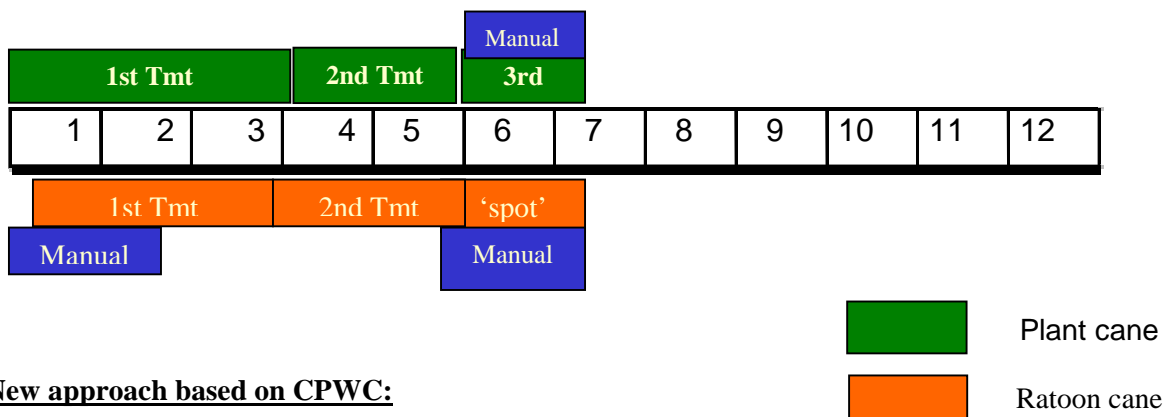 Manual
1st Tmt 2nd Tmt 3rd
1 2 3 4 5 6 7 8 9 10 11 12
1st Tmt 2nd Tmt ‘spot’
Manual Manual
Plant cane
New approach based on CPWC:
Ratoon cane